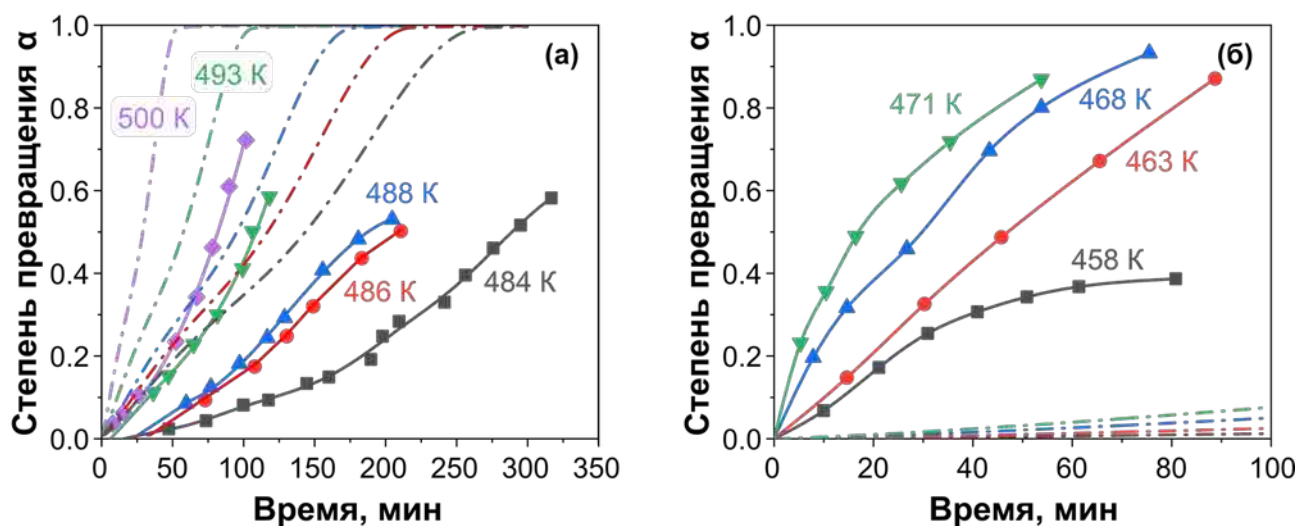 Степень превращения α
1.0
0.8
0.6
0.4
0.2
0.0
(а)
493 К
500 К
488 К
486 К
484 К
0 50 100 150 200 250 300 350
Время, мин
Степень превращения α
1.0
0.8
0.6
0.4
0.2
0.0
(б)
471 К
468 К
463 К
458 К
0 20 40 60 80 100
Время, мин